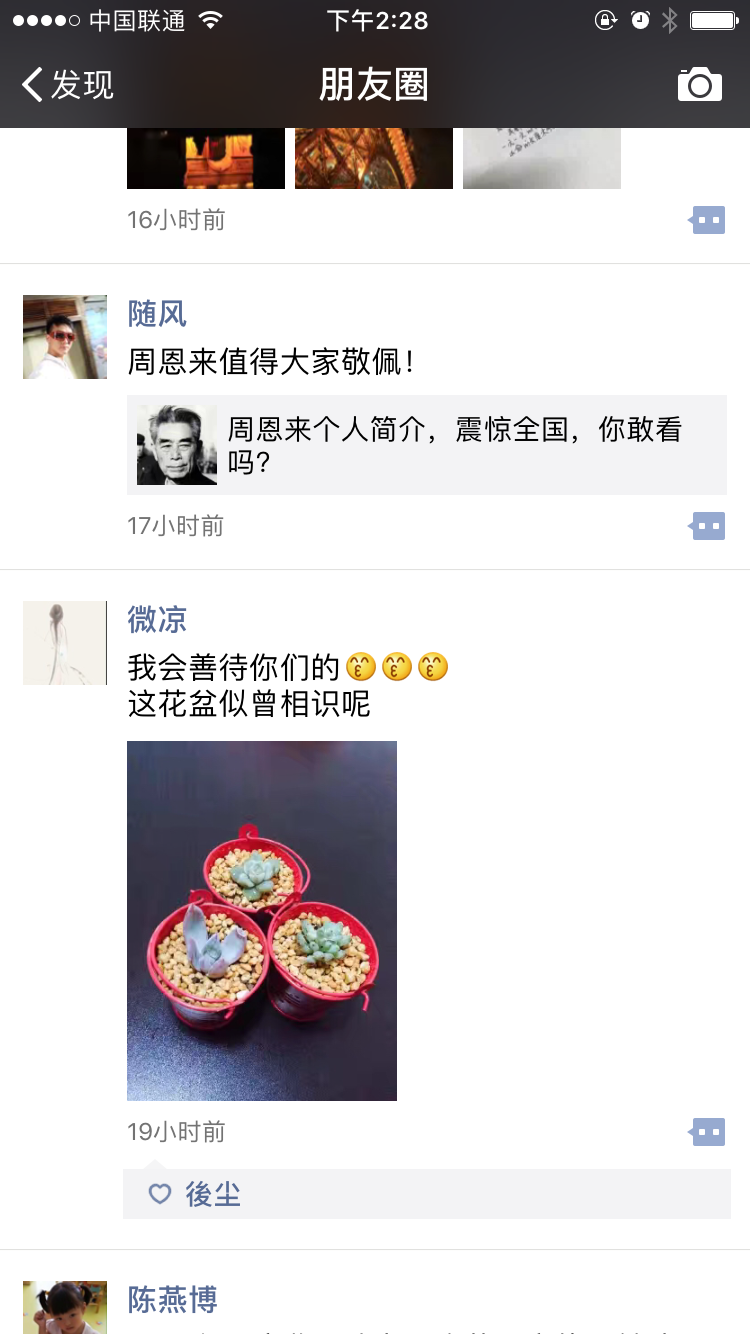 中国联通
下午2:28
发现
朋友圈
16小时前
随风
周恩来值得大家敬佩！
周恩来个人简介，震惊全国，你敢看
吗？
17小时前
微凉
我会善待你们的😙😙😙
这花盆似曾相识呢
19小时前
後尘
陈燕博